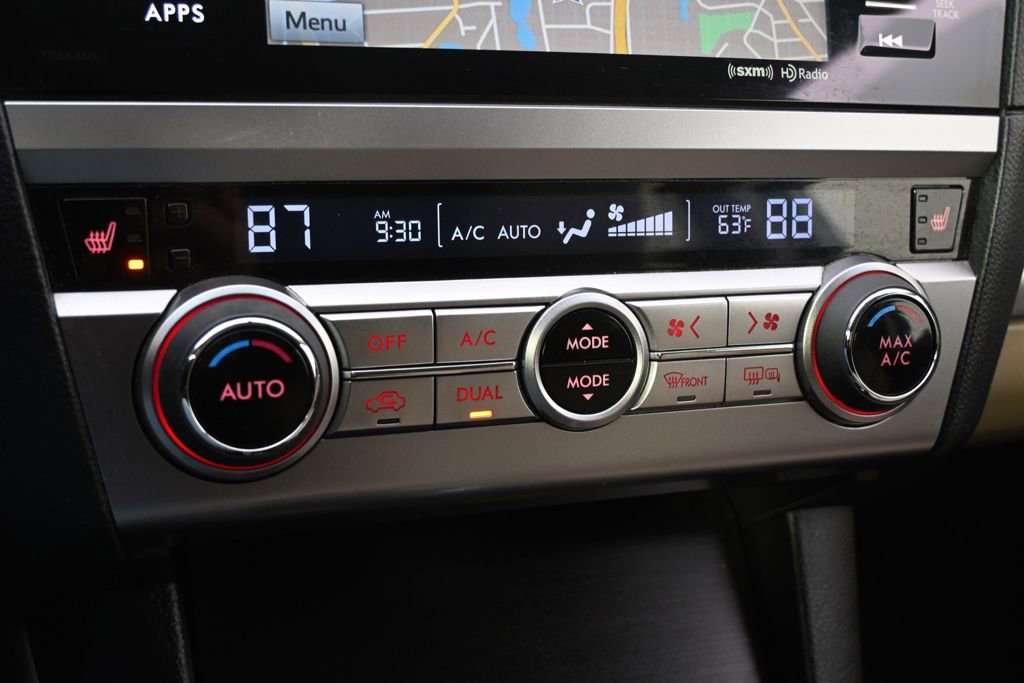 APPS
Menu
SEEK
TRACK
((sxm)) HD Radio
87
AM
9:30
A/C AUTO
OUT TEMP
63°F
88
OFF
A/C
MODE
MODE
AUTO
DUAL
FRONT
MAX
A/C